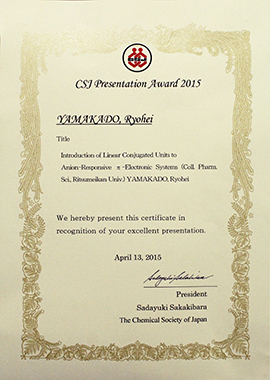 CSJ Presentation Award 2015
YAMAKADO, Ryohei
Title
Introduction of Linear Conjugated Units to
Anion-Responsive π-Electronic Systems (Coll. Pharm.
Sci., Ritsumeikan Univ.) YAMAKADO, Ryohei
We hereby present this certificate in
recognition of your excellent presentation.
April 13, 2015
Sadayuki Sakakibara
President
Sadayuki Sakakibara
The Chemical Society of Japan